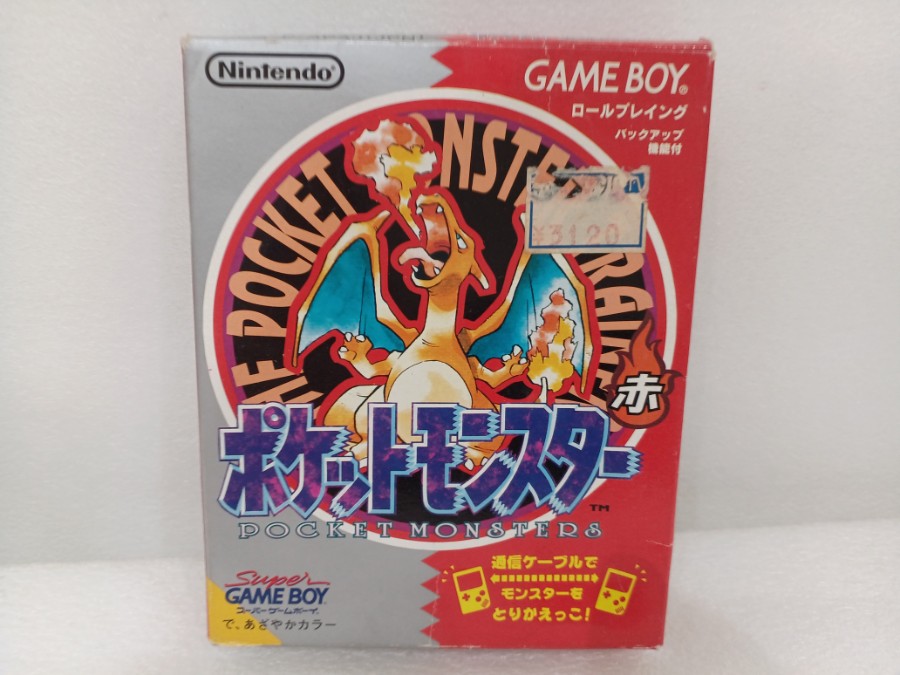 Nintendo
GAME BOY
ロールプレイング
バックアップ
機能付
POCKET MONSTE
¥3120
赤
ポケットモンスター
TM
POCKET MONSTERS
Super
GAME BOY
スーパーゲームボーイ
で、あざやかカラー
通信ケーブルで
モンスターを
とりかえっこ!